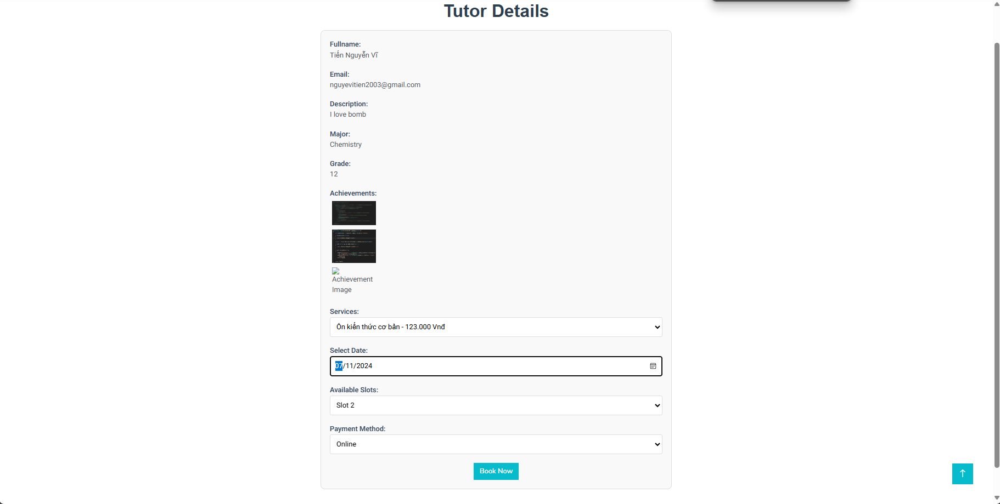 Tutor Details
Fullname:
Tiến Nguyễn Vĩ
Email:
nguyevitien2003@gmail.com
Description:
I love bomb
Major:
Chemistry
Grade:
12
Achievements:
Achievement
Image
Services:
Ôn kiến thức cơ bản - 123.000 Vnđ
Select Date:
07/11/2024
Available Slots:
Slot 2
Payment Method:
Online
Book Now